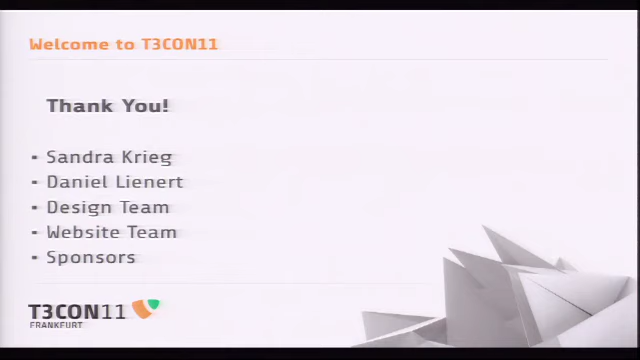 Welcome to T3CON11
Thank You!
▪ Sandra Krieg
▪ Daniel Lienert
▪ Design Team
▪ Website Team
▪ Sponsors
T3CON11
FRANKFURT